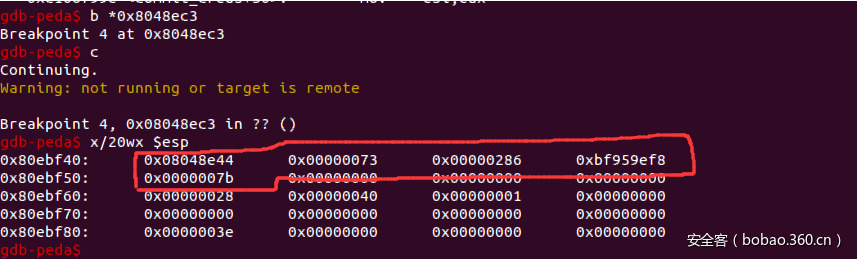 gdb-peda$ b *0x8048ec3
Breakpoint 4 at 0x8048ec3
gdb-peda$ c
Continuing.
Warning: not running or target is remote
Breakpoint 4, 0x08048ec3 in ?? ()
gdb-peda$ x/20wx $esp
0x80ebf40: 0x08048e44 0x00000073 0x00000286 0xbf959ef8
0x80ebf50: 0x0000007b 0x00000000 0x00000000 0x00000000
0x80ebf60: 0x00000028 0x00000040 0x00000001 0x00000000
0x80ebf70: 0x00000000 0x00000000 0x00000000 0x00000000
0x80ebf80: 0x0000003e 0x00000000 0x00000000 0x00000000
gdb-peda$
安全客（bobao.360.cn）